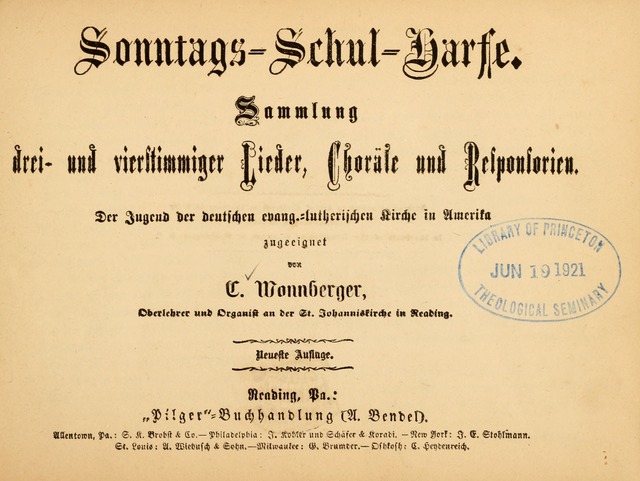 Sonntags-Schul-Harfe.
Sammlung
drei- und vierstimmiger Lieder, Choräle und Responsorien.
Der Jugend der deutschen evang.-lutherischen Kirche in Amerika
zugeeignet
von
C. Wonnberger,
Oberlehrer und Organist an der St. Johanniskirche in Reading.
Neueste Auflage.
Reading, Pa.:
„Pilger"-Buchhandlung (A. Bendel).
Allentown, Pa.: S. K. Brobst & Co.— Philadelphia: J. Kohler und Schäfer & Koradi. — New York: J. E. Stohlmann.
St. Louis: A. Wiebusch & Sohn.— Milwaukee: G. Brumder.— Oshkosh: C. Heydenreich.
LIBRARY OF PRINCETON
JUN 19 1921
THEOLOGICAL SEMINARY